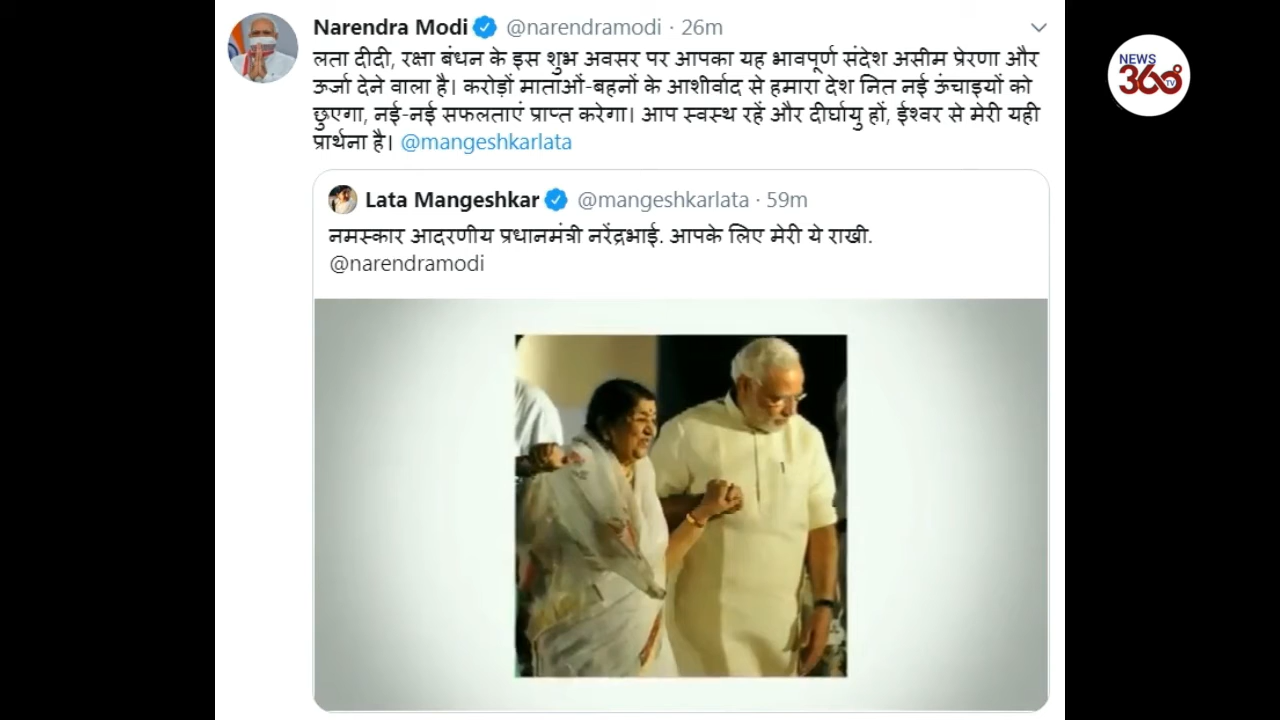 Narendra Modi @narendramodi · 26m
लता दीदी, रक्षा बंधन के इस शुभ अवसर पर आपका यह भावपूर्ण संदेश असीम प्रेरणा और
ऊर्जा देने वाला है। करोड़ों माताओं-बहनों के आशीर्वाद से हमारा देश नित नई ऊंचाइयों को
छुएगा, नई-नई सफलताएं प्राप्त करेगा। आप स्वस्थ रहें और दीर्घायु हों, ईश्वर से मेरी यही
प्रार्थना है। @mangeshkarlata
Lata Mangeshkar @mangeshkarlata · 59m
नमस्कार आदरणीय प्रधानमंत्री नरेंद्रभाई. आपके लिए मेरी ये राखी.
@narendramodi
NEWS
360
TV